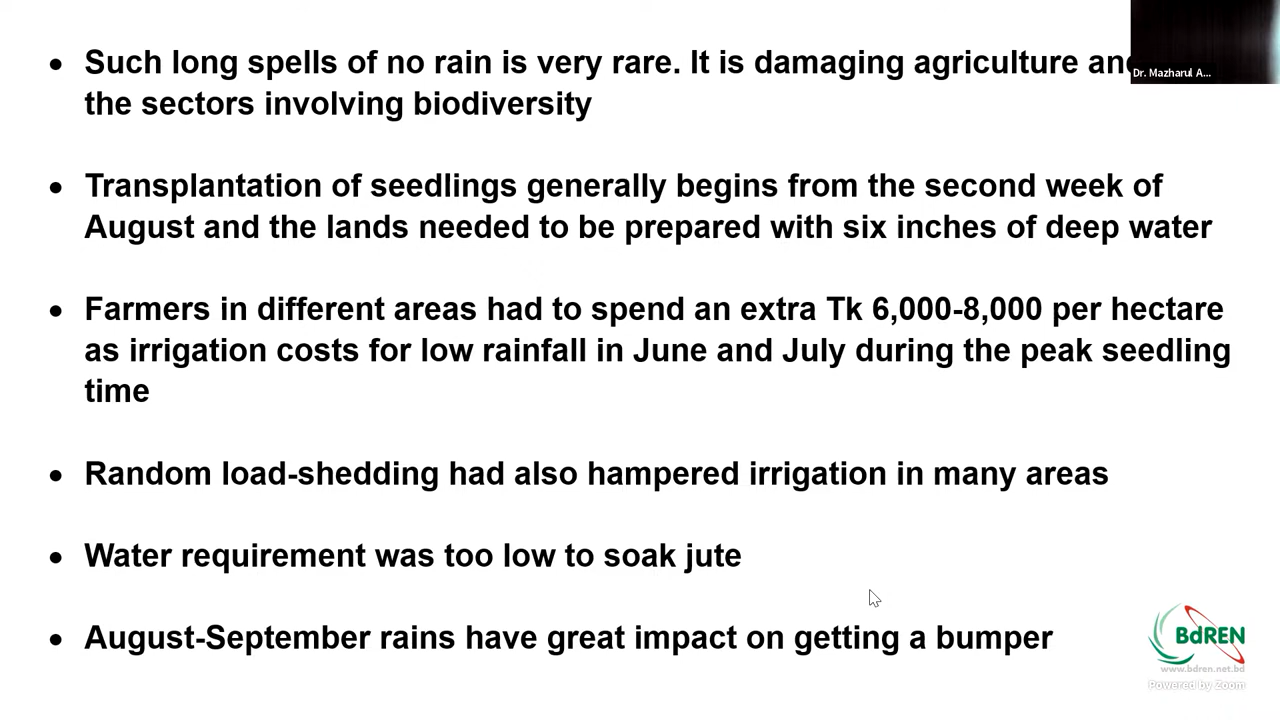 • Such long spells of no rain is very rare. It is damaging agriculture and
the sectors involving biodiversity
• Transplantation of seedlings generally begins from the second week of
August and the lands needed to be prepared with six inches of deep water
• Farmers in different areas had to spend an extra Tk 6,000-8,000 per hectare
as irrigation costs for low rainfall in June and July during the peak seedling
time
• Random load-shedding had also hampered irrigation in many areas
• Water requirement was too low to soak jute
• August-September rains have great impact on getting a bumper
Dr. Mazharul A...
BdREN
www.bdren.net.bd
Powered by Zoom